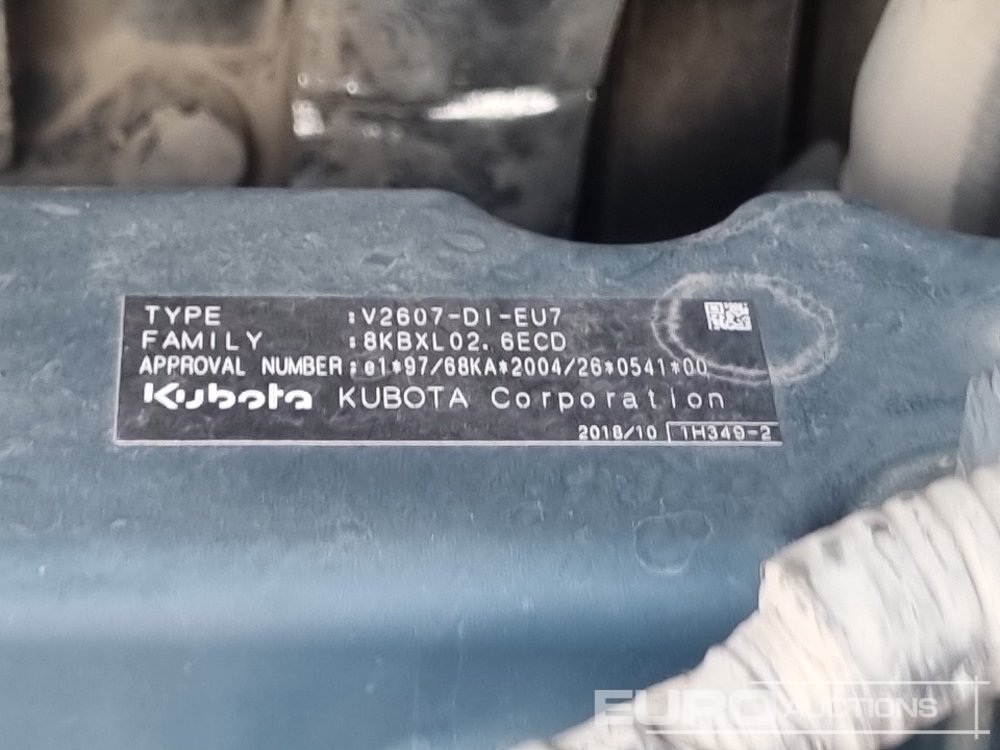 TYPE :V2607-DI-EU7
FAMILY :8KBXL02.6ECD
APPROVAL NUMBER:e1*97/68KA*2004/26*0541*00
Kubota KUBOTA Corporation
2018/10 1H349-2
EURO AUCTIONS